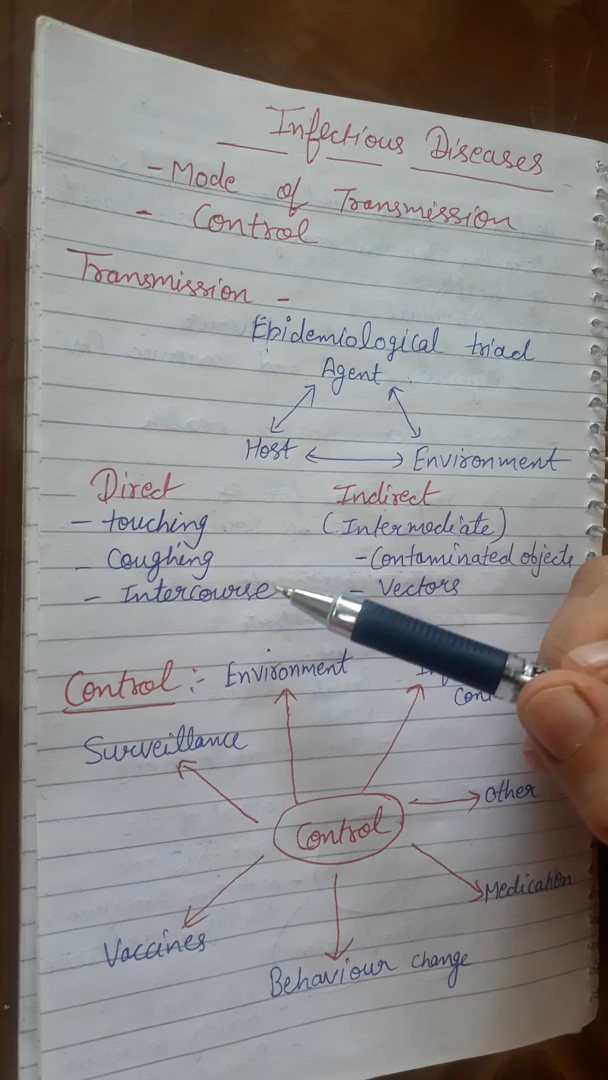 Infectious Diseases
- Mode of Transmission
- Control
Transmission -
Epidemiological triad
Agent
Host
Environment
Direct
- touching
- Coughing
- Intercourse
Indirect
(Intermediate)
- Contaminated objects
- Vectors
Control :-
Environment
Surveillance
Control
Other
Medication
Vaccines
Behaviour change